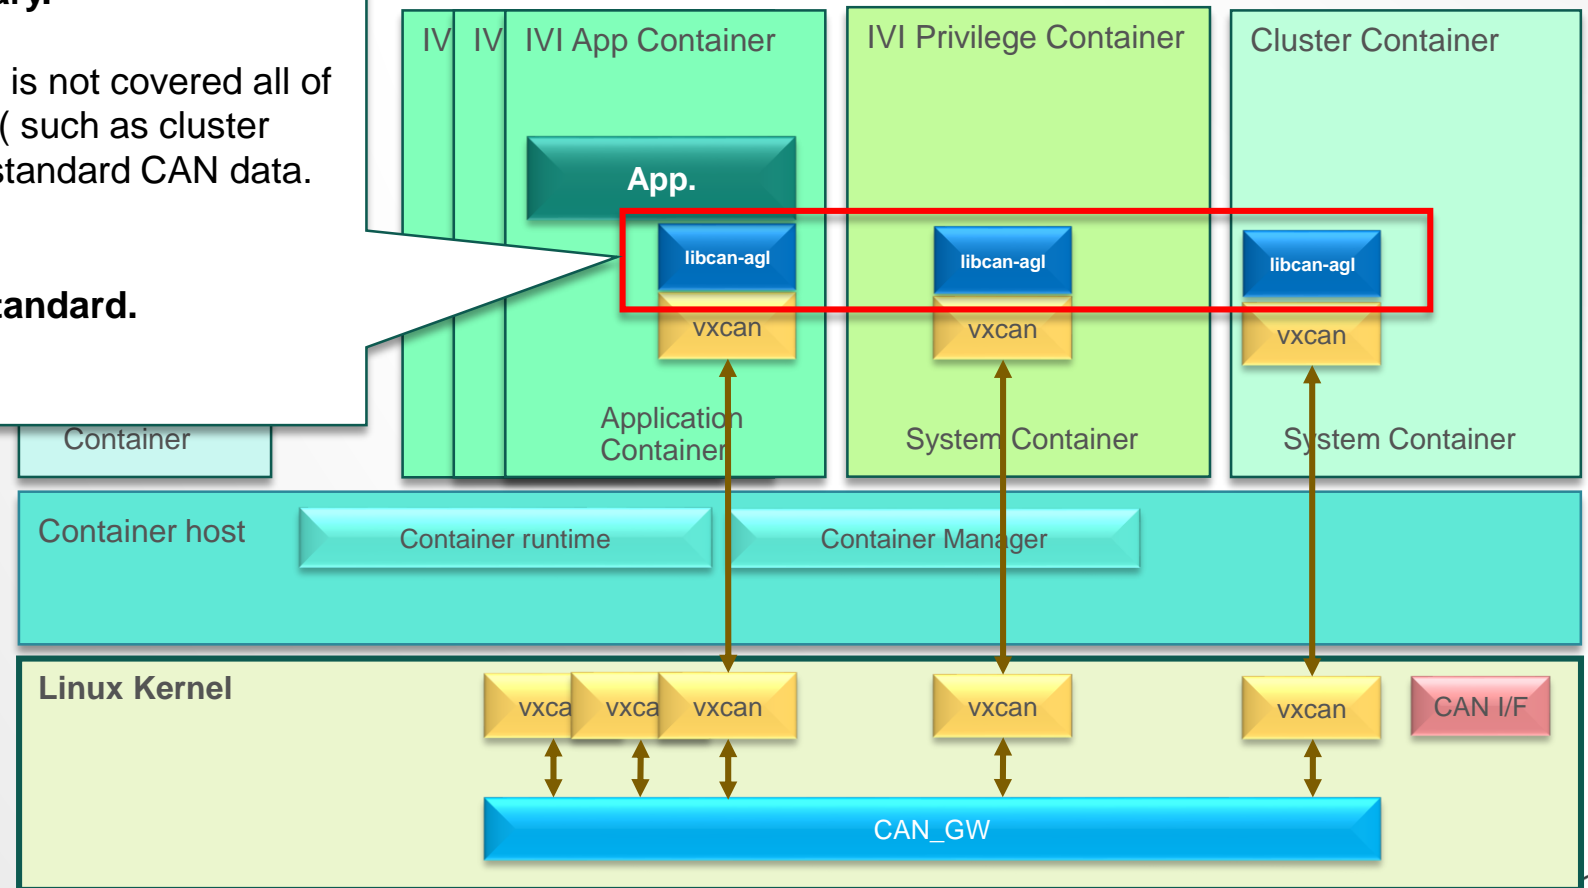 is not covered all of
( such as cluster
standard CAN data.
tandard.
IV
IV
IVI App Container
IVI Privilege Container
Cluster Container
App.
libcan-agl
libcan-agl
libcan-agl
vxcan
vxcan
vxcan
Application
Container
System Container
System Container
Container
Container host
Container runtime
Container Manager
Linux Kernel
vxca
vxca
vxcan
vxcan
vxcan
CAN I/F
CAN_GW